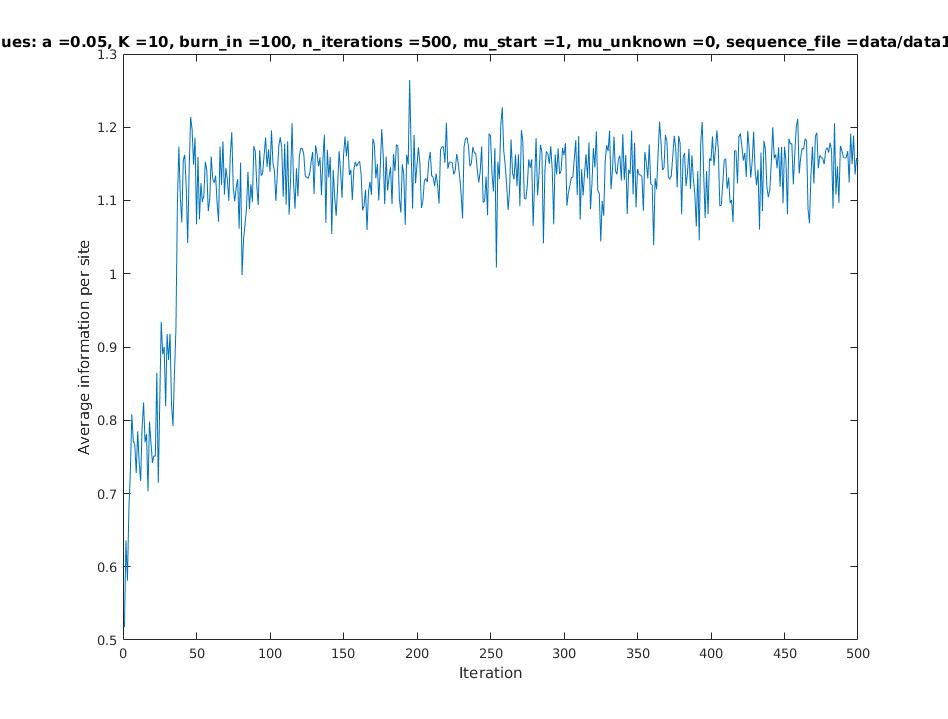 ues: a =0.05, K =10, burn_in =100, n_iterations =500, mu_start =1, mu_unknown =0, sequence_file =data/data1
1.3
1.2
1.1
1
0.9
0.8
0.7
0.6
0.5
Average information per site
0 50 100 150 200 250 300 350 400 450 500
Iteration